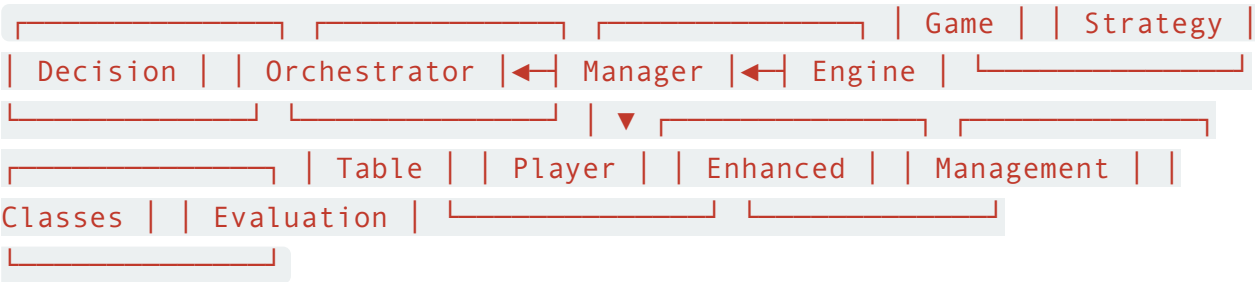 ┌───────────────┐ ┌──────────────┐ ┌───────────────┐ │ Game │ │ Strategy │
│ Decision │ │ Orchestrator │◄─┤ Manager │◄─┤ Engine │ └───────────────┘
└──────────────┘ └───────────────┘ │ ▼ ┌───────────────┐ ┌──────────────┐
┌───────────────┐ │ Table │ │ Player │ │ Enhanced │ │ Management │ │
Classes │ │ Evaluation │ └───────────────┘ └──────────────┘
└───────────────┘